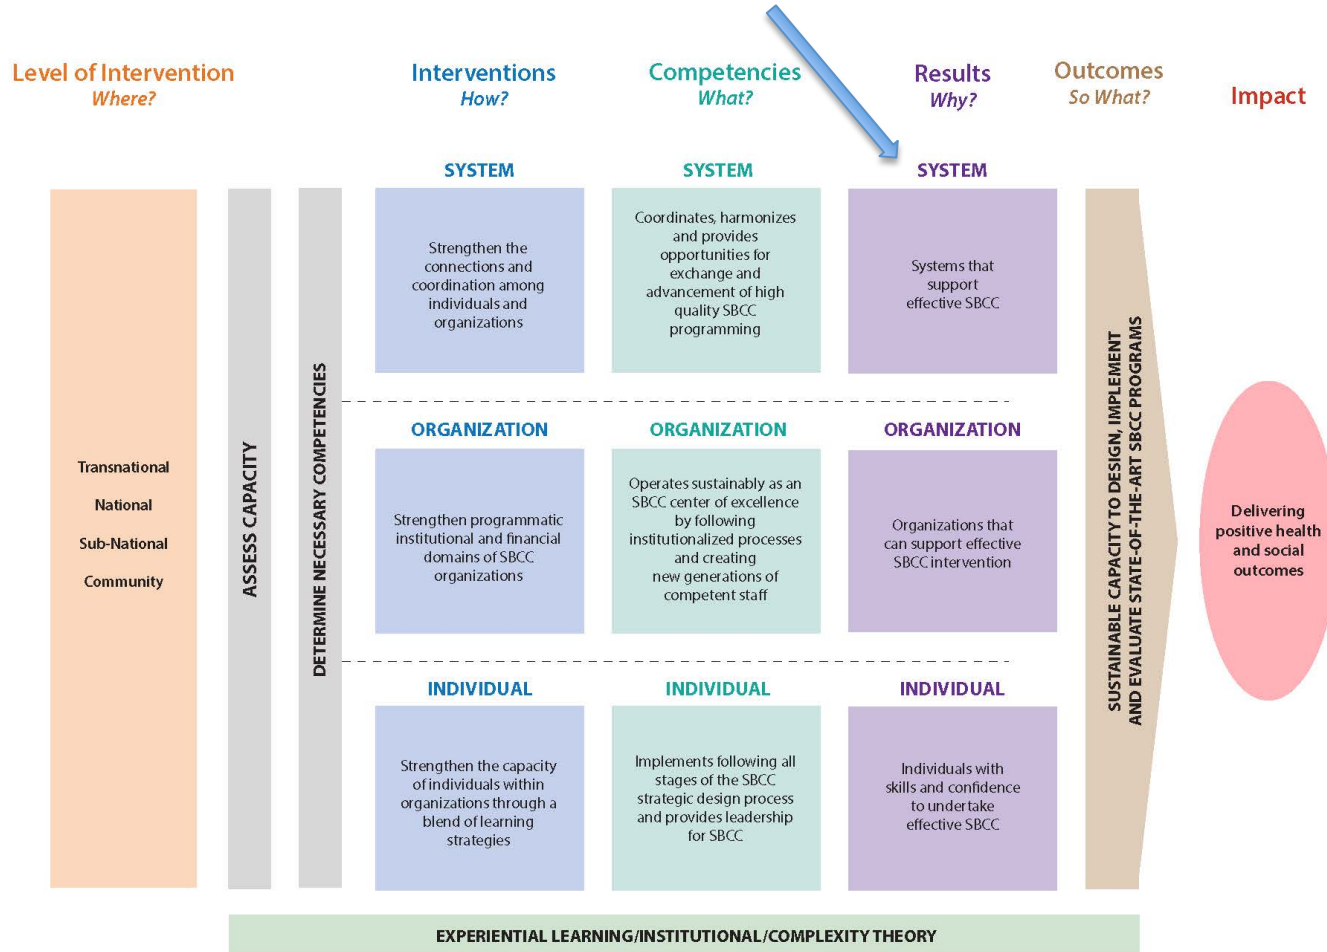 Level of Intervention
Where?
Interventions
How?
Competencies
What?
Results
Why?
Outcomes
So What?
Impact
Transnational
National
Sub-National
Community
ASSESS CAPACITY
DETERMINE NECESSARY COMPETENCIES
SYSTEM
Strengthen the
connections and
coordination among
individuals and
organizations
SYSTEM
Coordinates, harmonizes
and provides
opportunities for
exchange and
advancement of high
quality SBCC
programming
SYSTEM
Systems that
support
effective SBCC
ORGANIZATION
Strengthen programmatic
institutional and financial
domains of SBCC
organizations
ORGANIZATION
Operates sustainably as an
SBCC center of excellence
by following
institutionalized processes
and creating
new generations of
competent staff
ORGANIZATION
Organizations that
can support effective
SBCC intervention
INDIVIDUAL
Strengthen the capacity
of individuals within
organizations through a
blend of learning
strategies
INDIVIDUAL
Implements following all
stages of the SBCC
strategic design process
and provides leadership
for SBCC
INDIVIDUAL
Individuals with
skills and confidence
to undertake
effective SBCC
SUSTAINABLE CAPACITY TO DESIGN, IMPLEMENT
AND EVALUATE STATE-OF-THE-ART SBCC PROGRAMS
Delivering
positive health
and social
outcomes
EXPERIENTIAL LEARNING/INSTITUTIONAL/COMPLEXITY THEORY